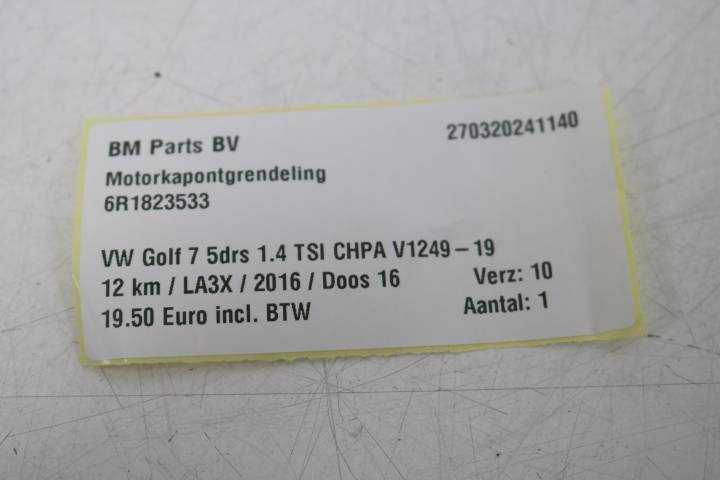 BM Parts BV 270320241140
Motorkapontgrendeling
6R1823533
VW Golf 7 5drs 1.4 TSI CHPA V1249-19
12 km / LA3X / 2016 / Doos 16 Verz: 10
19.50 Euro incl. BTW Aantal: 1